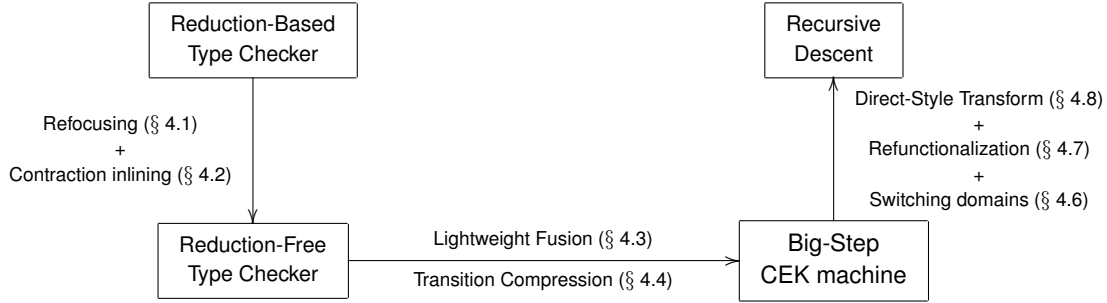 Reduction-Based
Type Checker
Recursive
Descent
Refocusing (§ 4.1)
+
Contraction inlining (§ 4.2)
Direct-Style Transform (§ 4.8)
+
Refunctionalization (§ 4.7)
+
Switching domains (§ 4.6)
Reduction-Free
Type Checker
Lightweight Fusion (§ 4.3)
Transition Compression (§ 4.4)
Big-Step
CEK machine